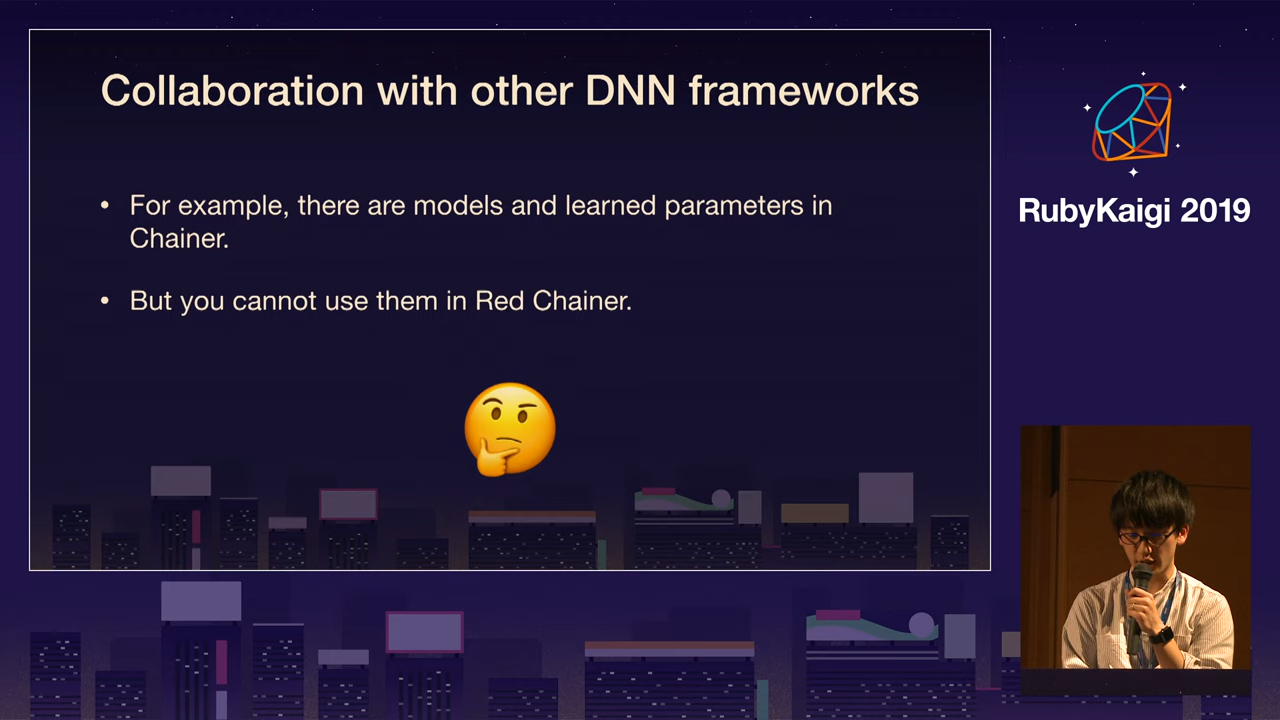 Collaboration with other DNN frameworks
• For example, there are models and learned parameters in
Chainer.
• But you cannot use them in Red Chainer.
RubyKaigi 2019